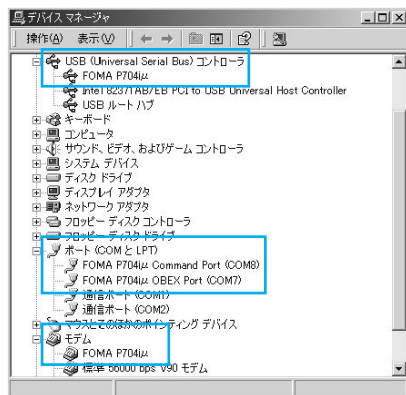 デバイス マネージャ
操作(A) 表示(V)
USB (Universal Serial Bus) コントローラ
FOMA P704iμ
Intel 82371AB/EB PCI to USB Universal Host Controller
USB ルート ハブ
キーボード
コンピュータ
サウンド、ビデオ、およびゲーム コントローラ
システム デバイス
ディスク ドライブ
ディスプレイ アダプタ
ネットワーク アダプタ
フロッピー ディスク コントローラ
フロッピー ディスク ドライブ
ポート (COM と LPT)
FOMA P704iμ Command Port (COM8)
FOMA P704iμ OBEX Port (COM7)
通信ポート (COM1)
通信ポート (COM2)
マウスとそのほかのポインティング デバイス
モデム
FOMA P704iμ
標準 56000 bps V90 モデム